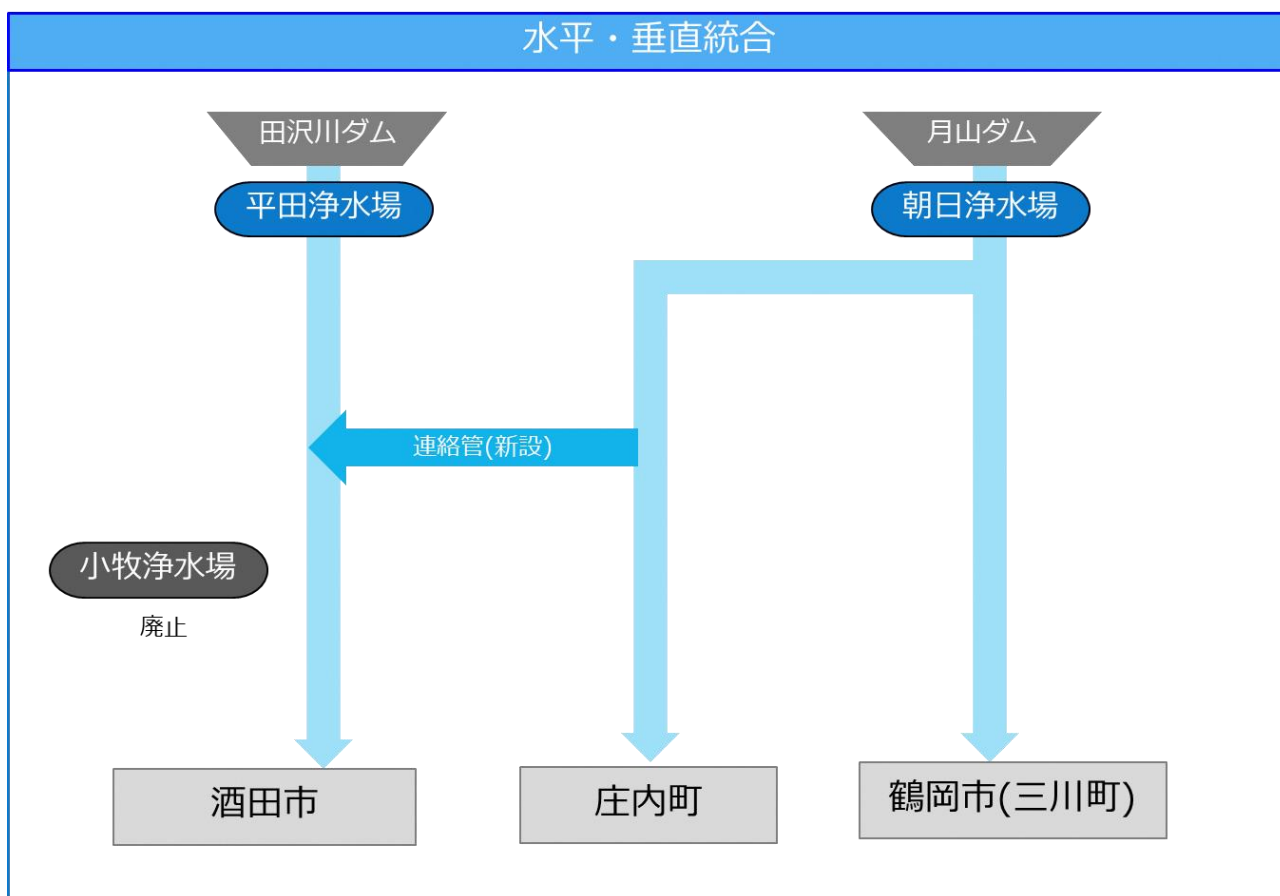 水平・垂直統合
田沢川ダム
月山ダム
平田浄水場
朝日浄水場
連絡管(新設)
小牧浄水場
廃止
酒田市
庄内町
鶴岡市(三川町)